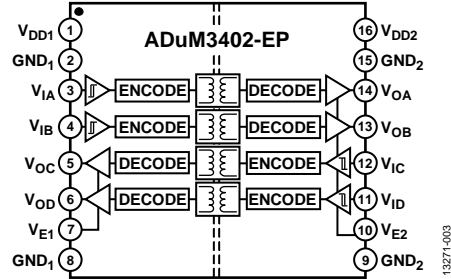 ADuM3402-EP
VDD1 1
16 VDD2
GND1 2
15 GND2
VIA 3 ENCODE DECODE 14 VOA
VIB 4 ENCODE DECODE 13 VOB
VOC 5 DECODE ENCODE 12 VIC
VOD 6 DECODE ENCODE 11 VID
VE1 7
10 VE2
GND1 8
9 GND2
13271-003